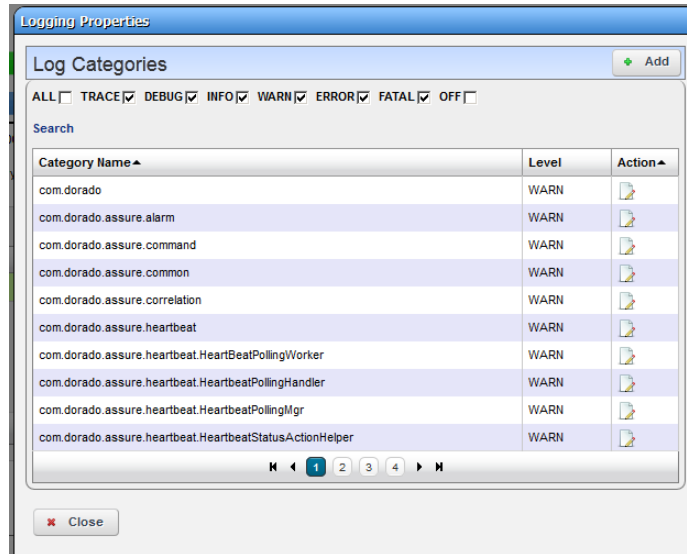 Logging Properties
Log Categories
Add
ALL TRACE DEBUG INFO WARN ERROR FATAL OFF
Search
Category Name Level Action
com.dorado WARN
com.dorado.assure.alarm WARN
com.dorado.assure.command WARN
com.dorado.assure.common WARN
com.dorado.assure.correlation WARN
com.dorado.assure.heartbeat WARN
com.dorado.assure.heartbeat.HeartBeatPollingWorker WARN
com.dorado.assure.heartbeat.HeartbeatPollingHandler WARN
com.dorado.assure.heartbeat.HeartbeatPollingMgr WARN
com.dorado.assure.heartbeat.HeartbeatStatusActionHelper WARN
1 2 3 4
Close